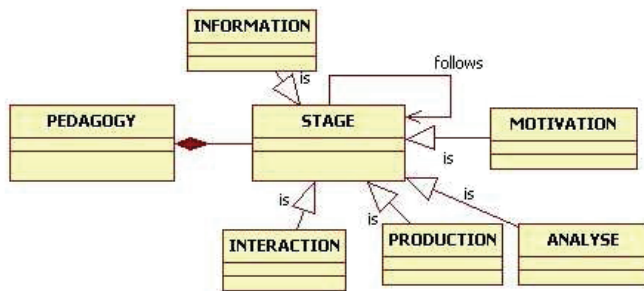 INFORMATION
is
follows
PEDAGOGY
STAGE
MOTIVATION
is
is
is
is
INTERACTION
PRODUCTION
ANALYSE